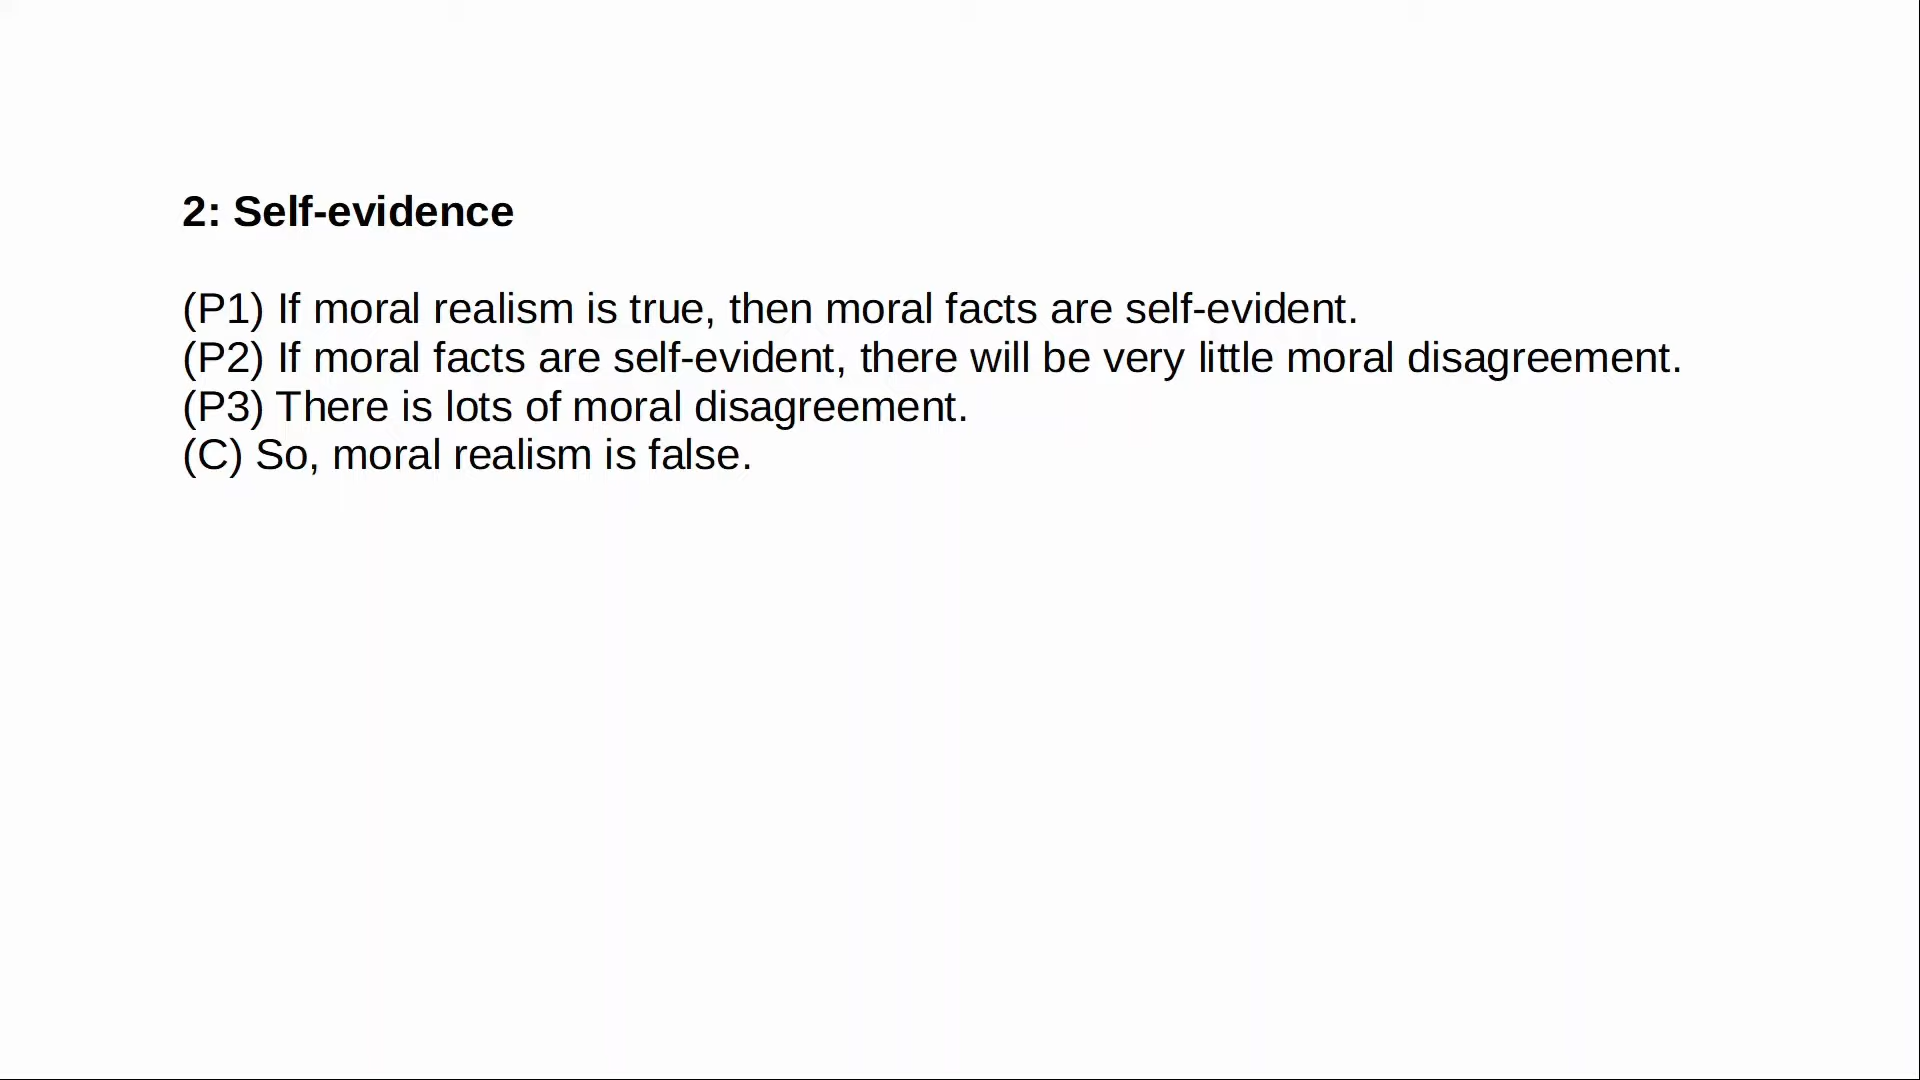 2: Self-evidence
(P1) If moral realism is true, then moral facts are self-evident.
(P2) If moral facts are self-evident, there will be very little moral disagreement.
(P3) There is lots of moral disagreement.
(C) So, moral realism is false.